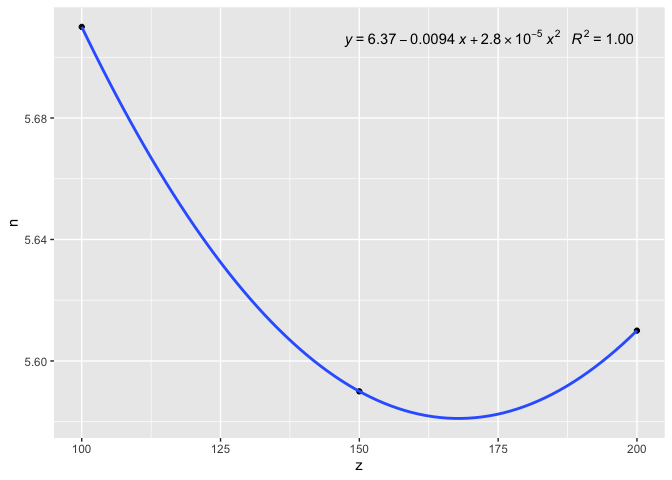 y = 6.37 – 0.0094 x + 2.8 × 10⁻⁵ x² R² = 1.00
5.68
5.64
5.60
n
100 125 150 175 200
z